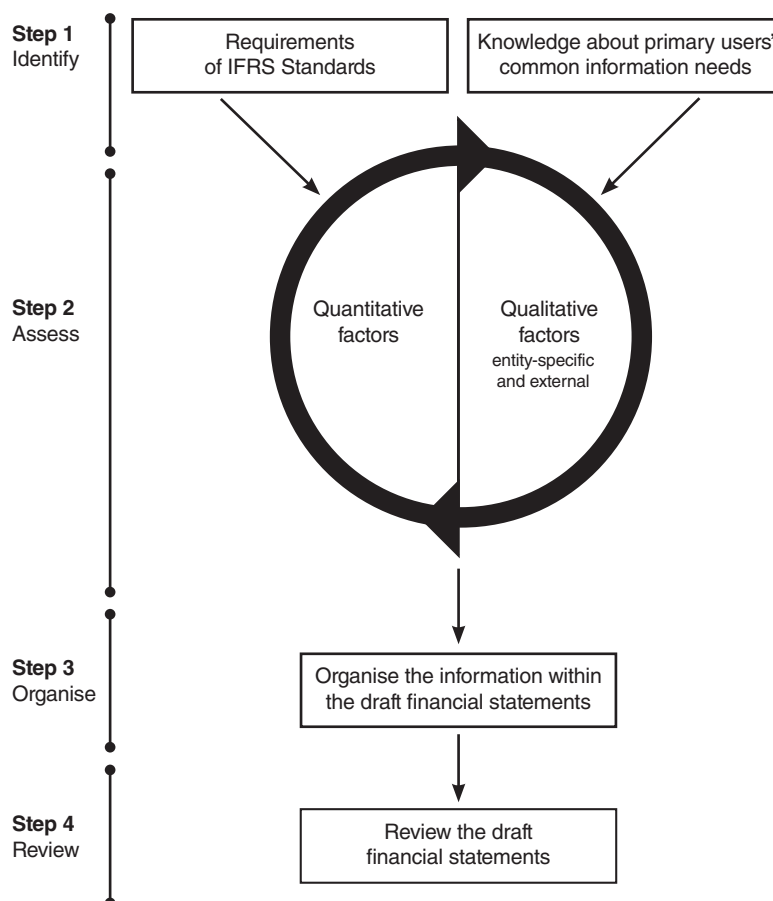 Step 1
Identify
Requirements
of IFRS Standards
Knowledge about primary users'
common information needs
Step 2
Assess
Quantitative
factors
Qualitative
factors
entity-specific
and external
Step 3
Organise
Organise the information within
the draft financial statements
Step 4
Review
Review the draft
financial statements